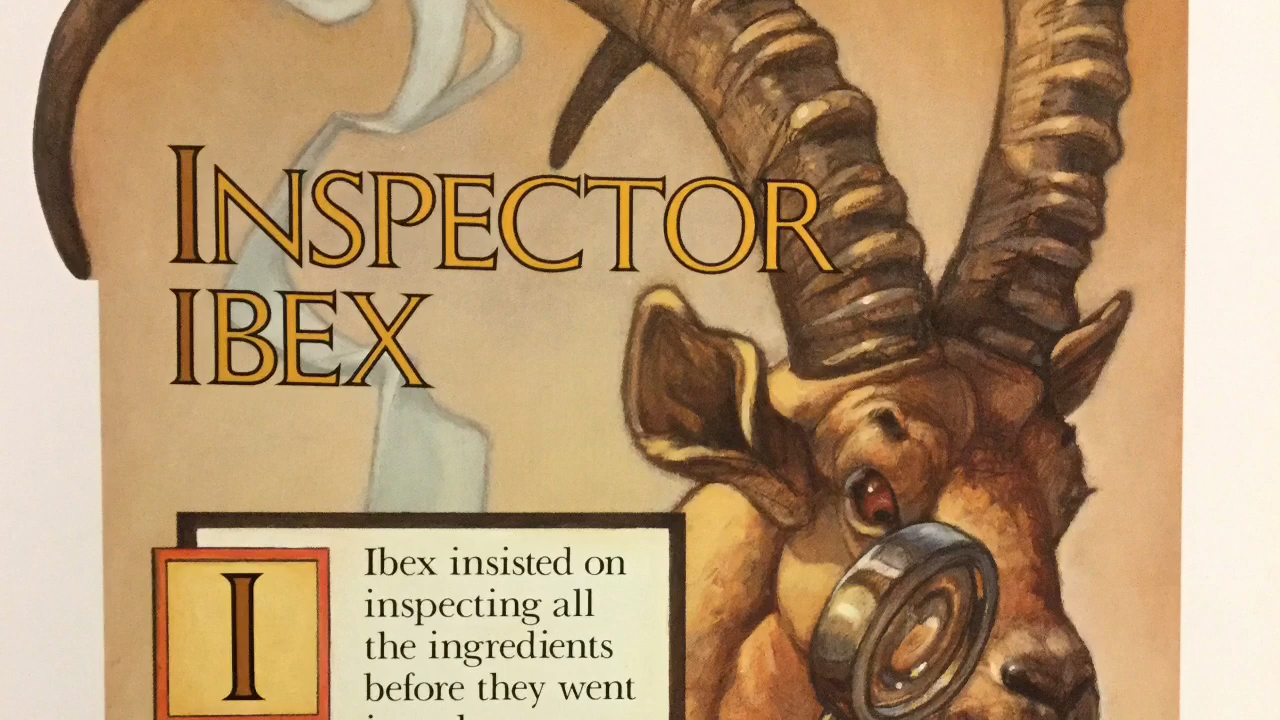 INSPECTOR
IBEX
I
Ibex insisted on
inspecting all
the ingredients
before they went